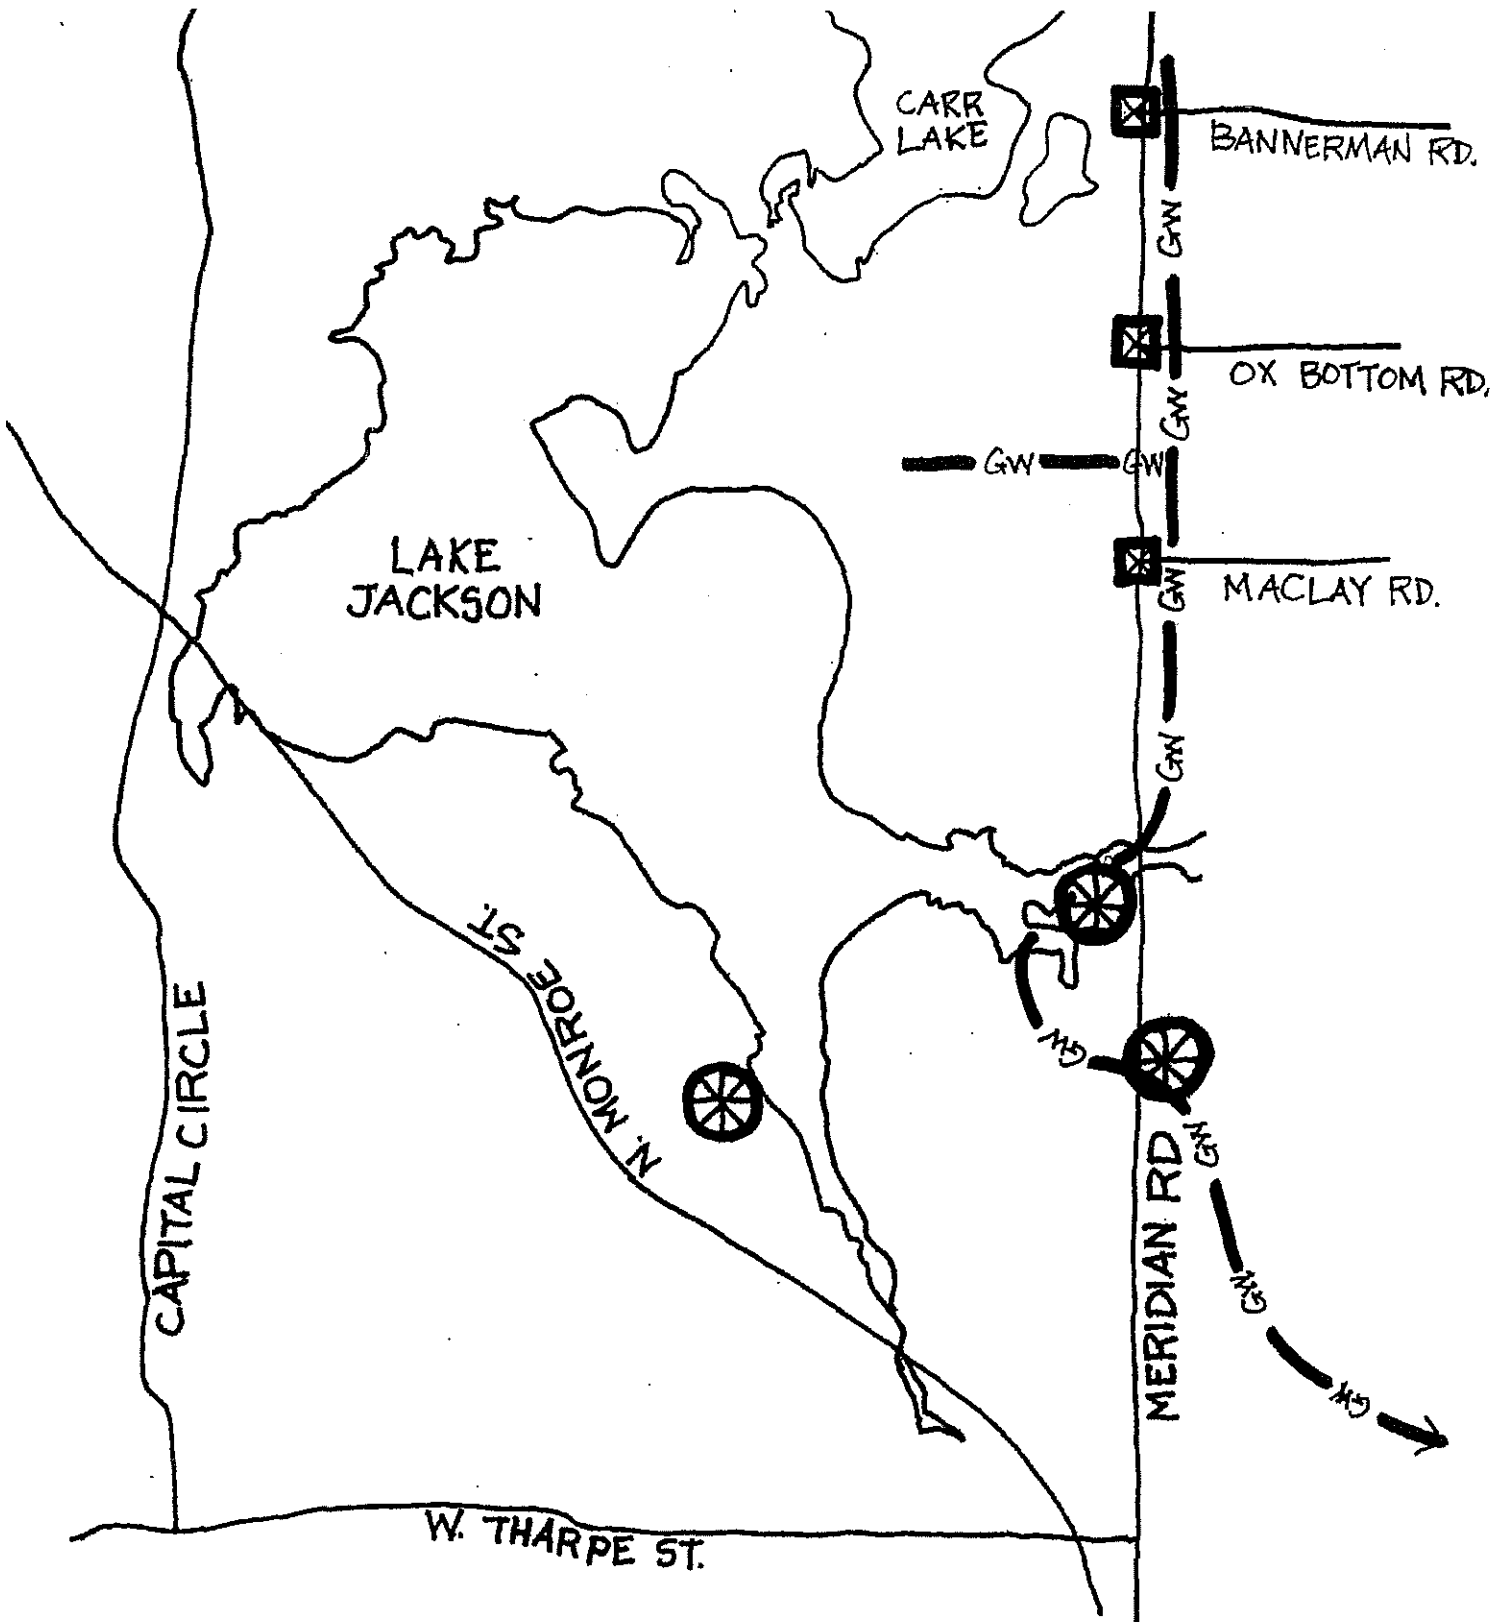 CARR
LAKE
BANNERMAN RD.
GW
OX BOTTOM RD.
GW
GW
GW
LAKE
JACKSON
GW
MACLAY RD.
GW
N. MONROE ST.
CAPITAL CIRCLE
GW
GW
MERIDIAN RD
GW
GW
W. THARPE ST.